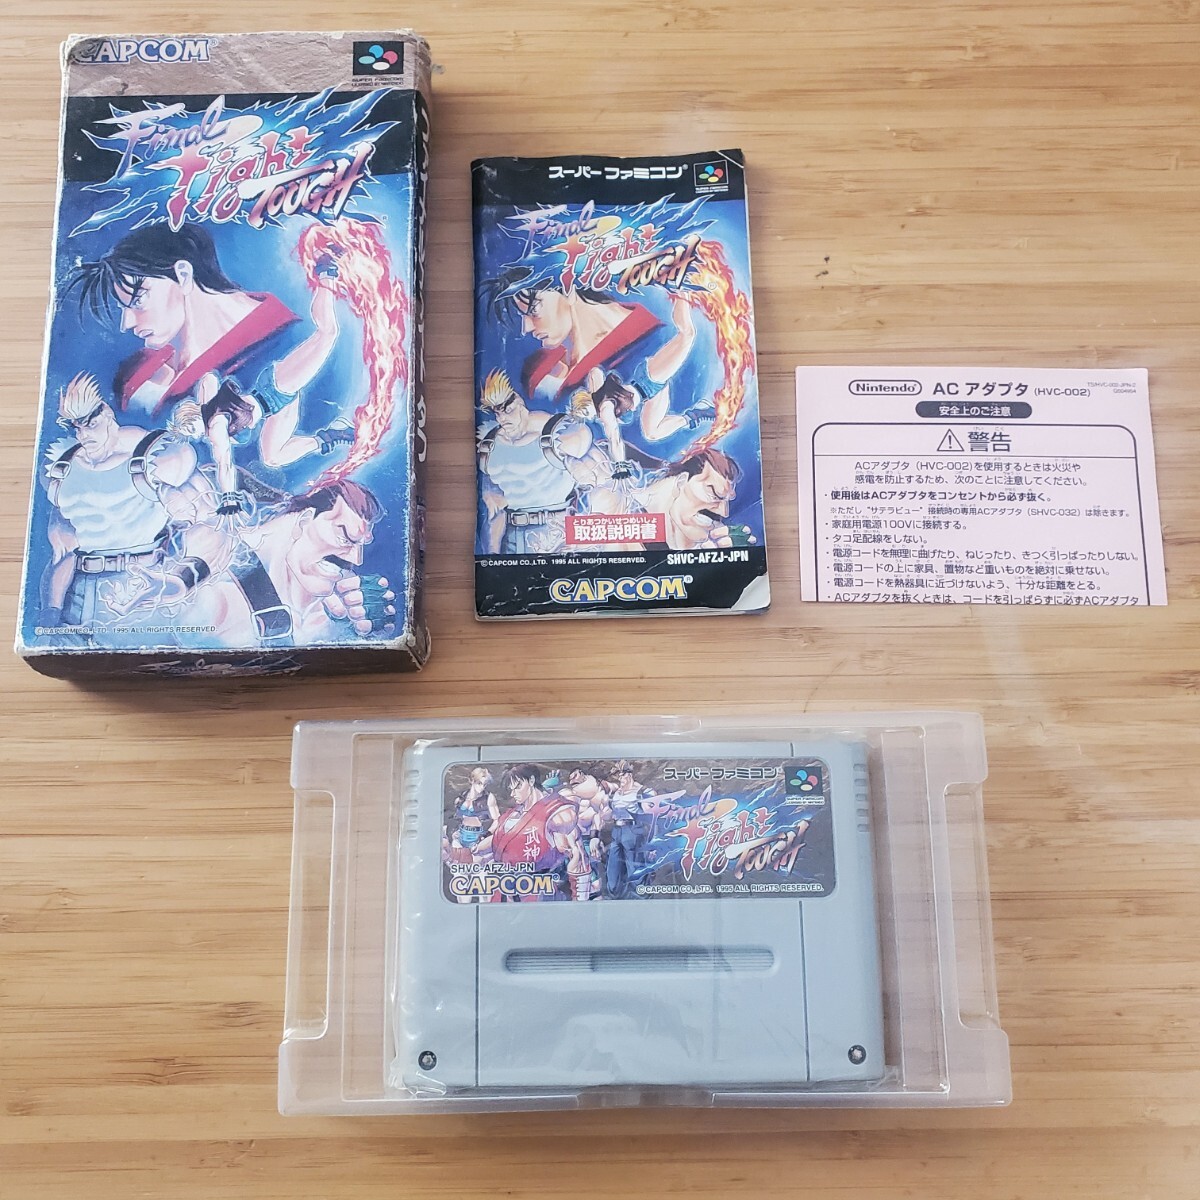 CAPCOM
SUPER FAMICOM
Final Fight TOUGH
©CAPCOM CO.,LTD. 1995 ALL RIGHTS RESERVED.
スーパーファミコン®
SUPER FAMICOM
Final Fight TOUGH
とりあつかいせつめいしょ
取扱説明書
SHVC-AFZJ-JPN
©CAPCOM CO.,LTD. 1995 ALL RIGHTS RESERVED.
CAPCOM®
Nintendo ACアダプタ (HVC-002)
安全上のご注意
警告
ACアダプタ(HVC-002)を使用するときは火災や
感電を防止するため、次のことに注意してください。
・使用後はACアダプタをコンセントから必ず抜く。
※ただし"サテラビュー"接続時の専用ACアダプタ(SHVC-032)は除きます。
・家庭用電源100Vに接続する。
・タコ足配線をしない。
・電源コードを無理に曲げたり、ねじったり、きつく引っぱったりしない。
・電源コードの上に家具、置物など重いものを絶対に乗せない。
・電源コードを熱器具に近づけないよう、十分な距離をとる。
・ACアダプタを抜くときは、コードを引っぱらずに必ずACアダプタ
スーパーファミコン
Final Fight TOUGH
武神
SHVC-AFZJ-JPN
CAPCOM®
©CAPCOM CO.,LTD. 1995 ALL RIGHTS RESERVED.